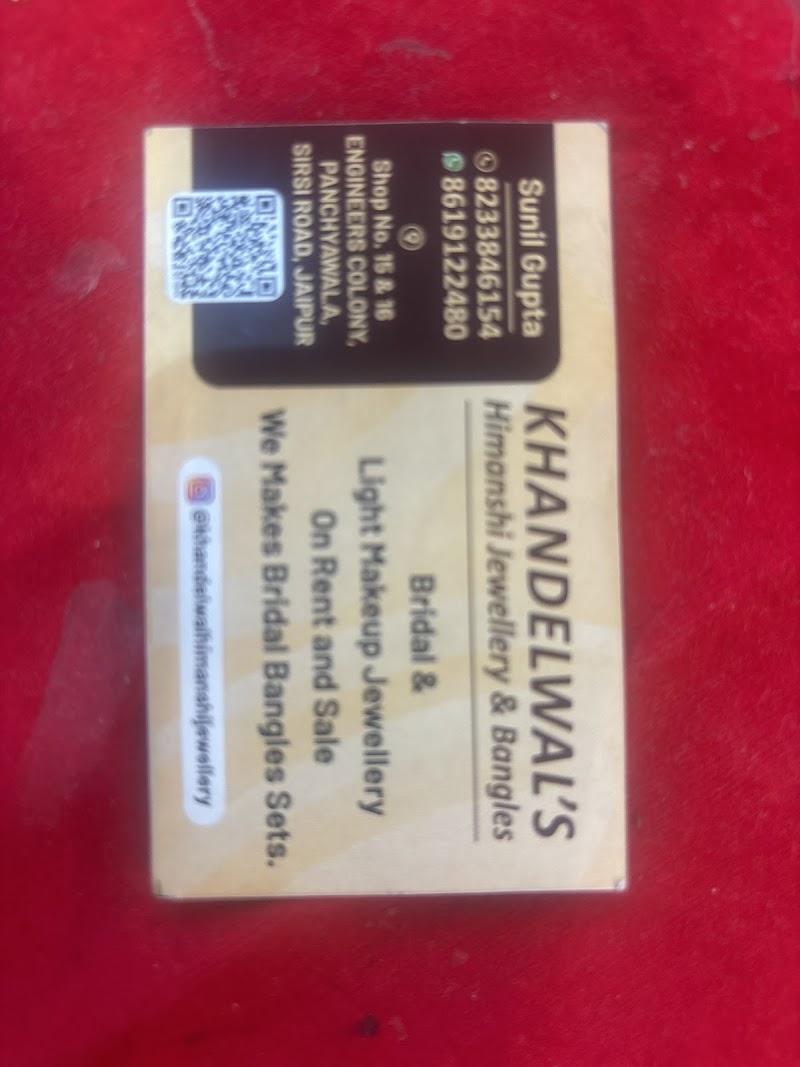 KHANDELWAL'S
Himanshi Jewellery & Bangles
Bridal &
Light Makeup Jewellery
On Rent and Sale
We Makes Bridal Bangles Sets.
@khandelwalhimanshijewellery
Sunil Gupta
8233846154
8619122480
Shop No. 15 & 16
ENGINEERS COLONY,
PANCHYAWALA,
SIRSI ROAD, JAIPUR